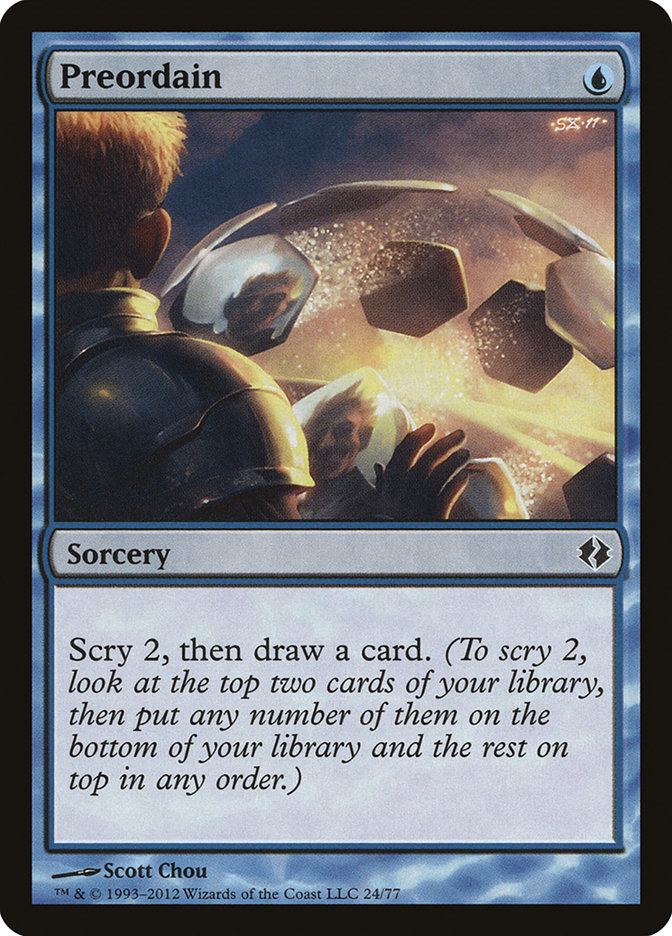 Preordain
·SZ·11·
Sorcery
Scry 2, then draw a card. (To scry 2,
look at the top two cards of your library,
then put any number of them on the
bottom of your library and the rest on
top in any order.)
Scott Chou
™ & © 1993–2012 Wizards of the Coast LLC 24/77